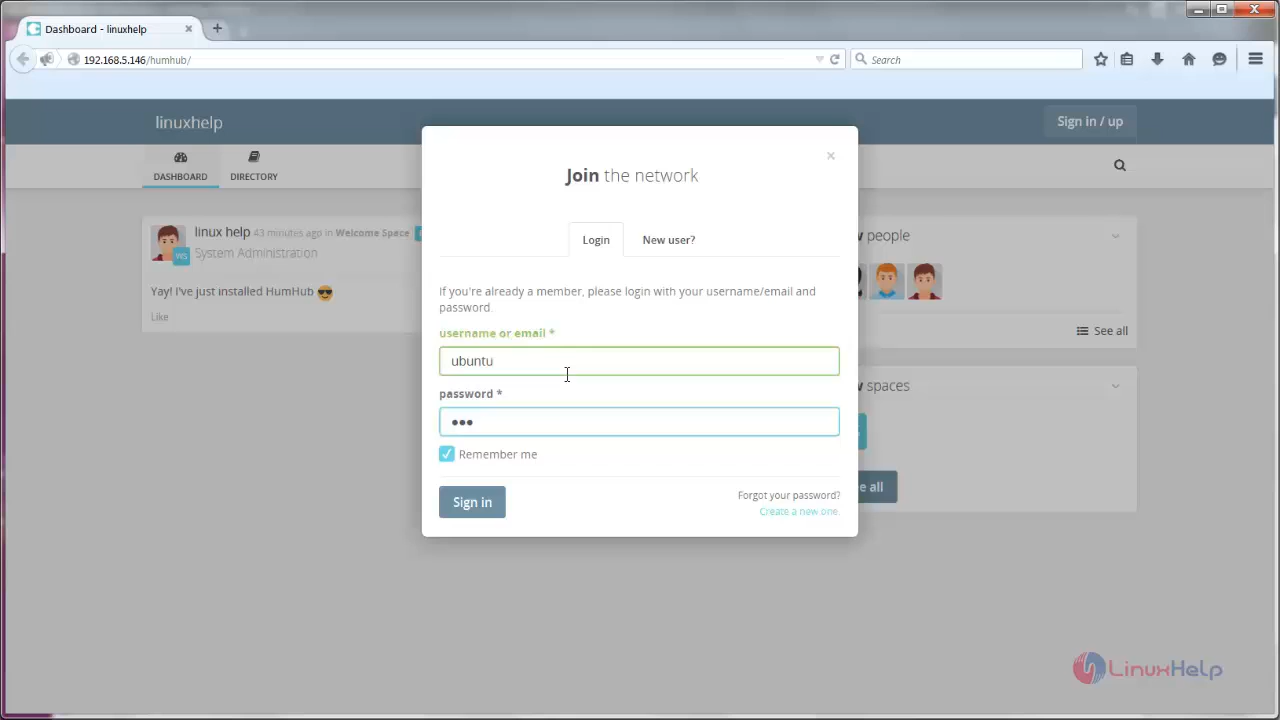 Dashboard - linuxhelp
192.168.5.146/humhub/
Search
linuxhelp
Sign in / up
DASHBOARD
DIRECTORY
linux help 43 minutes ago in Welcome Space
WS
System Administration
Yay! I've just installed HumHub 😎
Like
Join the network
Login
New user?
If you're already a member, please login with your username/email and
password.
username or email *
ubuntu
password *
•••
Remember me
Sign in
Forgot your password?
Create a new one.
people
See all
spaces
e all
LinuxHelp